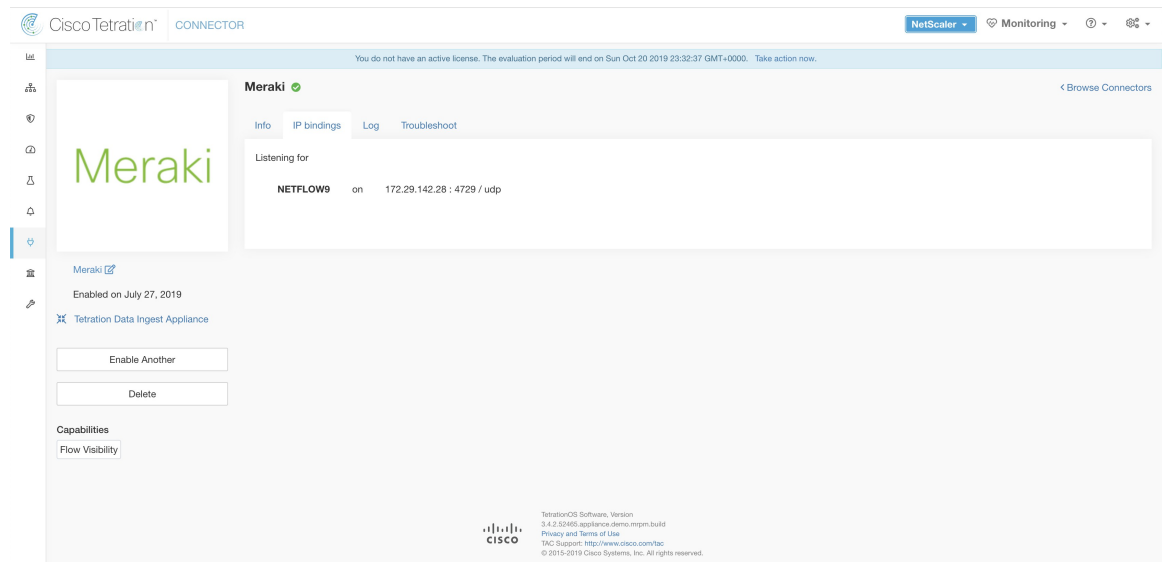 Cisco Tetration™ CONNECTOR NetScaler Monitoring
You do not have an active license. The evaluation period will end on Sun Oct 20 2019 23:32:37 GMT+0000. Take action now.
Meraki
Meraki
Browse Connectors
Info IP bindings Log Troubleshoot
Listening for
NETFLOW9 on 172.29.142.28 : 4729 / udp
Meraki
Enabled on July 27, 2019
Tetration Data Ingest Appliance
Enable Another
Delete
Capabilities
Flow Visibility
CISCO
TetrationOS Software, Version
3.4.2.52465.appliance.demo.mrpm.build
Privacy and Terms of Use
TAC Support: http://www.cisco.com/tac
© 2015-2019 Cisco Systems, Inc. All rights reserved.